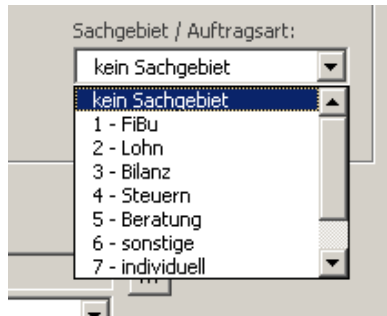 Sachgebiet / Auftragsart:
kein Sachgebiet
kein Sachgebiet
1 - FiBu
2 - Lohn
3 - Bilanz
4 - Steuern
5 - Beratung
6 - sonstige
7 - individuell